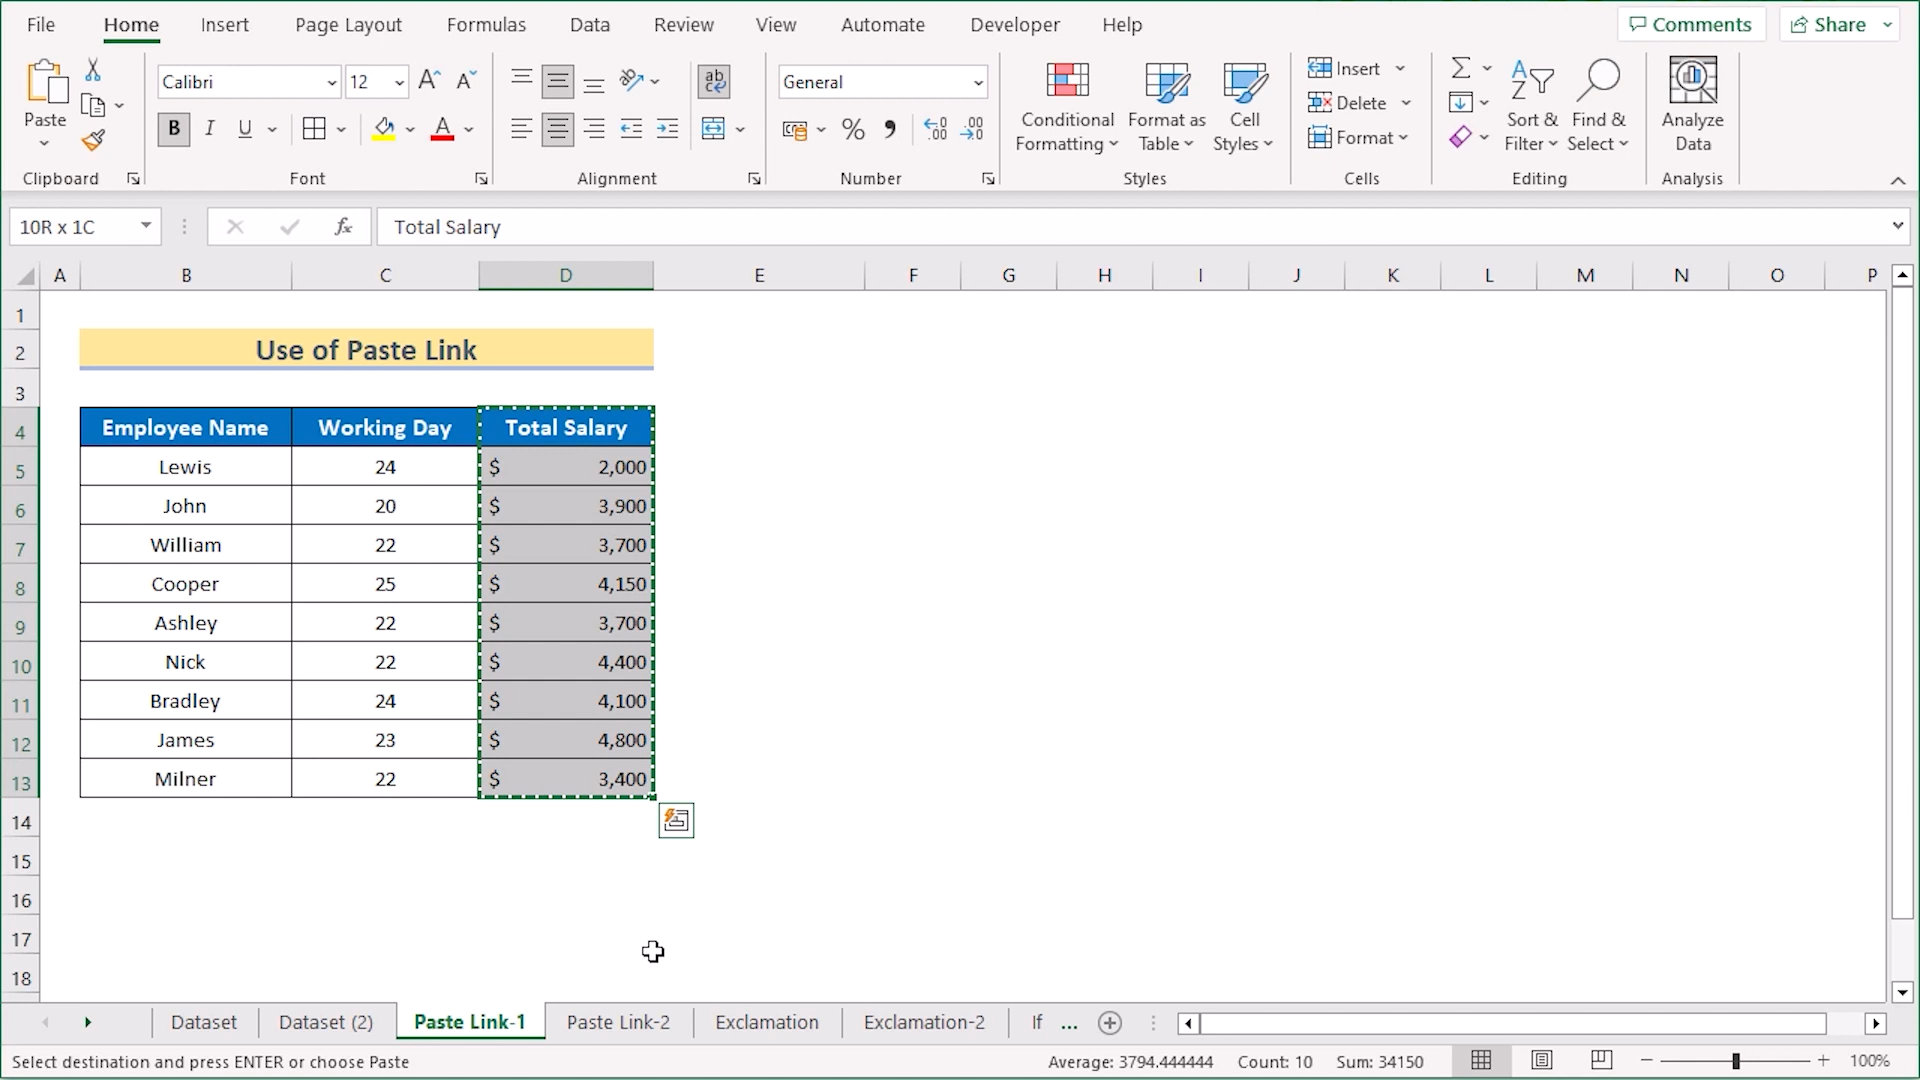 File Home Insert Page Layout Formulas Data Review View Automate Developer Help Comments Share
Calibri 12 General Insert
Delete
Format
Paste
B I U A % 9
Conditional Formatting
Format as Table
Cell Styles
Sort & Filter
Find & Select
Analyze Data
Clipboard Font Alignment Number Styles Cells Editing Analysis
10R x 1C fx Total Salary
A B C D E F G H I J K L M N O P
1
2 Use of Paste Link
3
4 Employee Name Working Day Total Salary
5 Lewis 24 $ 2,000
6 John 20 $ 3,900
7 William 22 $ 3,700
8 Cooper 25 $ 4,150
9 Ashley 22 $ 3,700
10 Nick 22 $ 4,400
11 Bradley 24 $ 4,100
12 James 23 $ 4,800
13 Milner 22 $ 3,400
14
15
16
17
18
Dataset Dataset (2) Paste Link-1 Paste Link-2 Exclamation Exclamation-2 If ...
Select destination and press ENTER or choose Paste Average: 3794.444444 Count: 10 Sum: 34150 100%